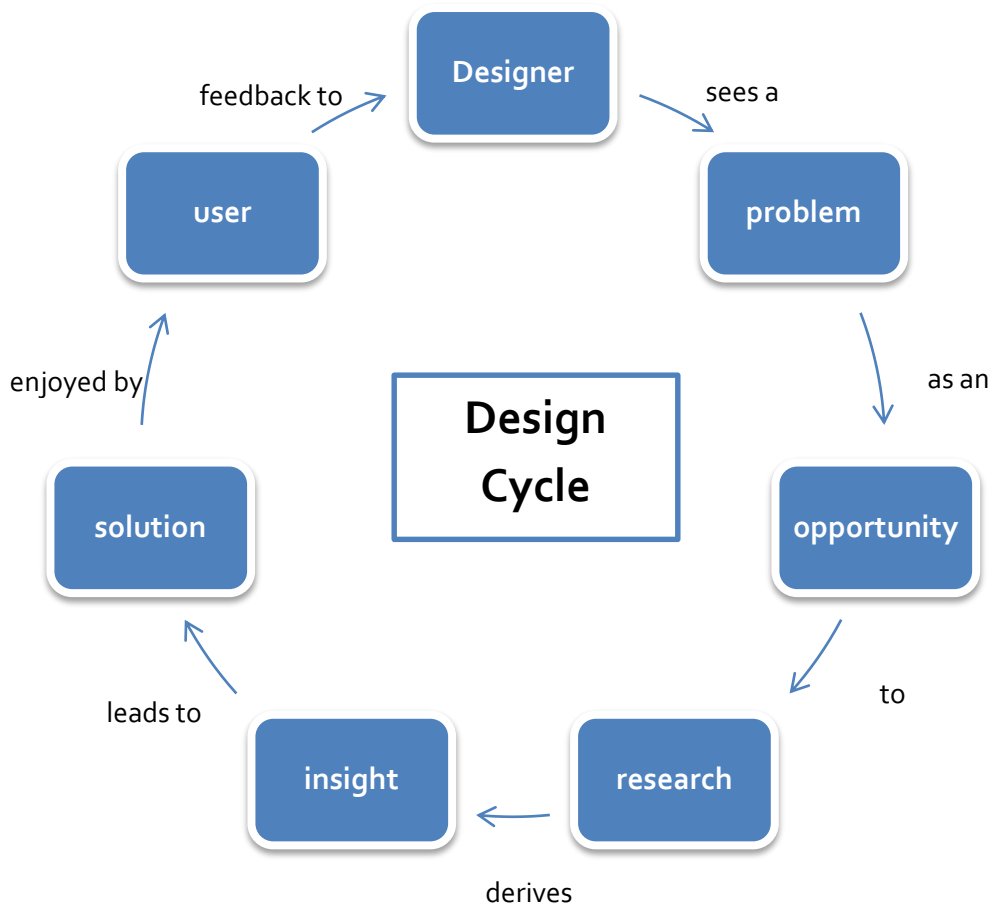 Designer
sees a
problem
as an
opportunity
to
research
derives
insight
leads to
solution
enjoyed by
user
feedback to
Design
Cycle